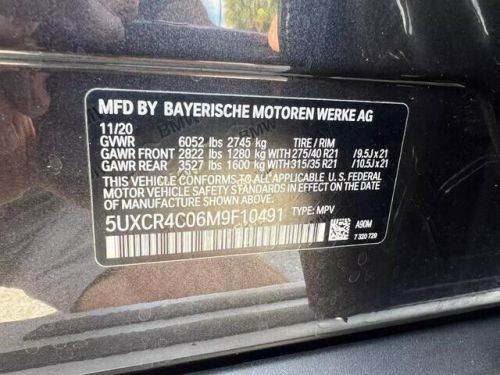 MFD BY BAYERISCHE MOTOREN WERKE AG
11/20
GVWR 6052 lbs 2745 kg TIRE / RIM
GAWR FRONT 2822 lbs 1280 kg WITH 275/40 R21 / 9.5J x 21
GAWR REAR 3527 lbs 1600 kg WITH 315/35 R21 / 10.5J x 21
THIS VEHICLE CONFORMS TO ALL APPLICABLE U.S. FEDERAL
MOTOR VEHICLE SAFETY STANDARDS IN EFFECT ON THE DATE
OF MANUFACTURE SHOWN ABOVE.
5UXCR4C06M9F10491 TYPE: MPV
A90M
7 320 729